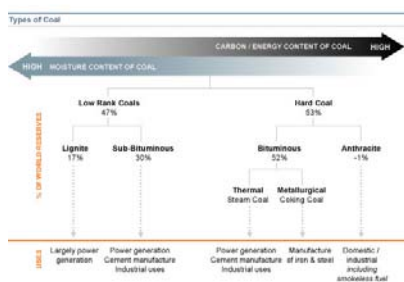 Types of Coal
CARBON / ENERGY CONTENT OF COAL HIGH
HIGH MOISTURE CONTENT OF COAL
Low Rank Coals
47%
Hard Coal
53%
% OF WORLD RESERVES
Lignite
17%
Sub-Bituminous
30%
Bituminous
52%
Anthracite
~1%
Thermal
Steam Coal
Metallurgical
Coking Coal
USES
Largely power
generation
Power generation
Cement manufacture
Industrial uses
Power generation
Cement manufacture
Industrial uses
Manufacture
of iron & steel
Domestic /
industrial
including
smokeless fuel